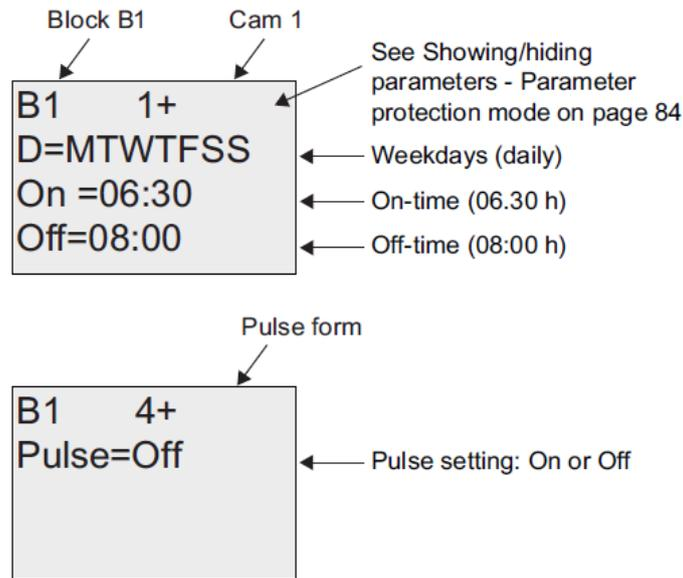 Block B1
Cam 1
See Showing/hiding
parameters - Parameter
protection mode on page 84
B1 1+
D=MTWTFSS
Weekdays (daily)
On =06:30
On-time (06.30 h)
Off=08:00
Off-time (08:00 h)
Pulse form
B1 4+
Pulse=Off
Pulse setting: On or Off